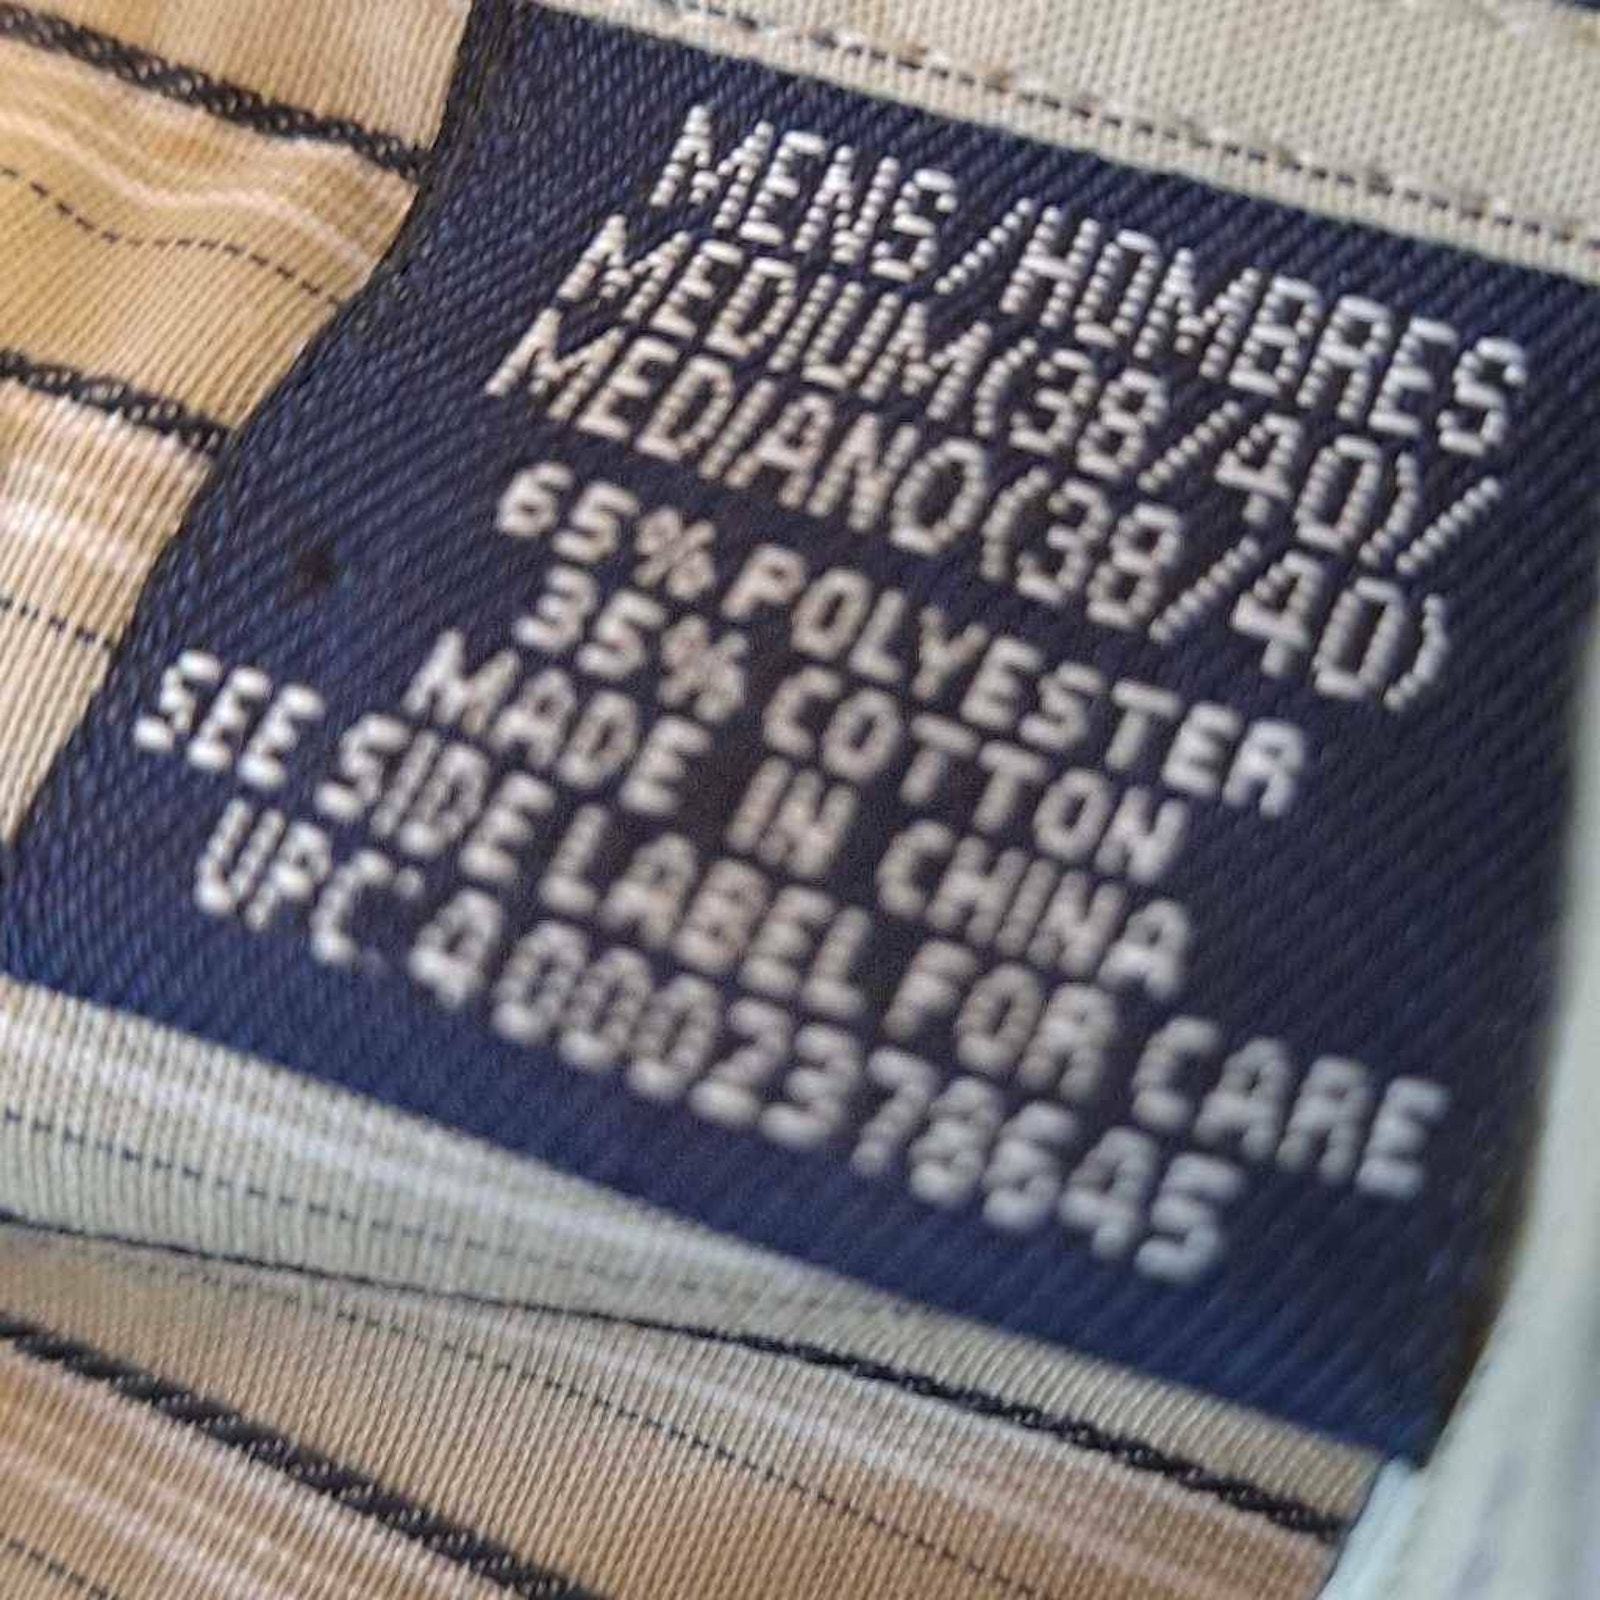 MENS/HOMBRES
MEDIUM(38/40)/
MEDIANO(38/40)
65% POLYESTER
35% COTTON
MADE IN CHINA
SEE SIDE LABEL FOR CARE
UPC